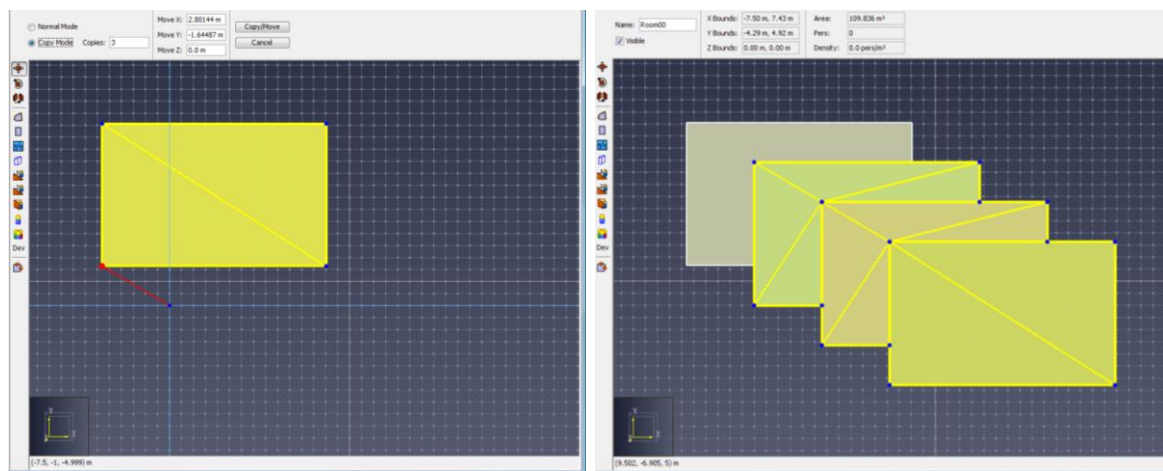 Normal Mode
Copy Mode Copies: 3
Move X: 2.80144 m
Move Y: -1.64487 m
Move Z: 0.0 m
Copy/Move
Cancel
Dev
Y
X
(-7.5, -1, -4.999) m
Name: Room00
Visible
X Bounds: -7.50 m, 7.43 m
Y Bounds: -4.29 m, 4.92 m
Z Bounds: 0.00 m, 0.00 m
Area: 109.836 m²
Pers: 0
Density: 0.0 pers/m²
Dev
Y
X
(9.502, -6.905, 5) m